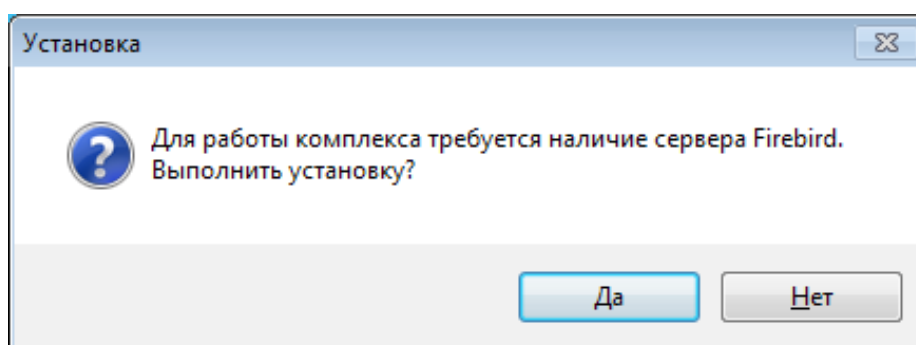 Установка
Для работы комплекса требуется наличие сервера Firebird.
Выполнить установку?
Да
Нет